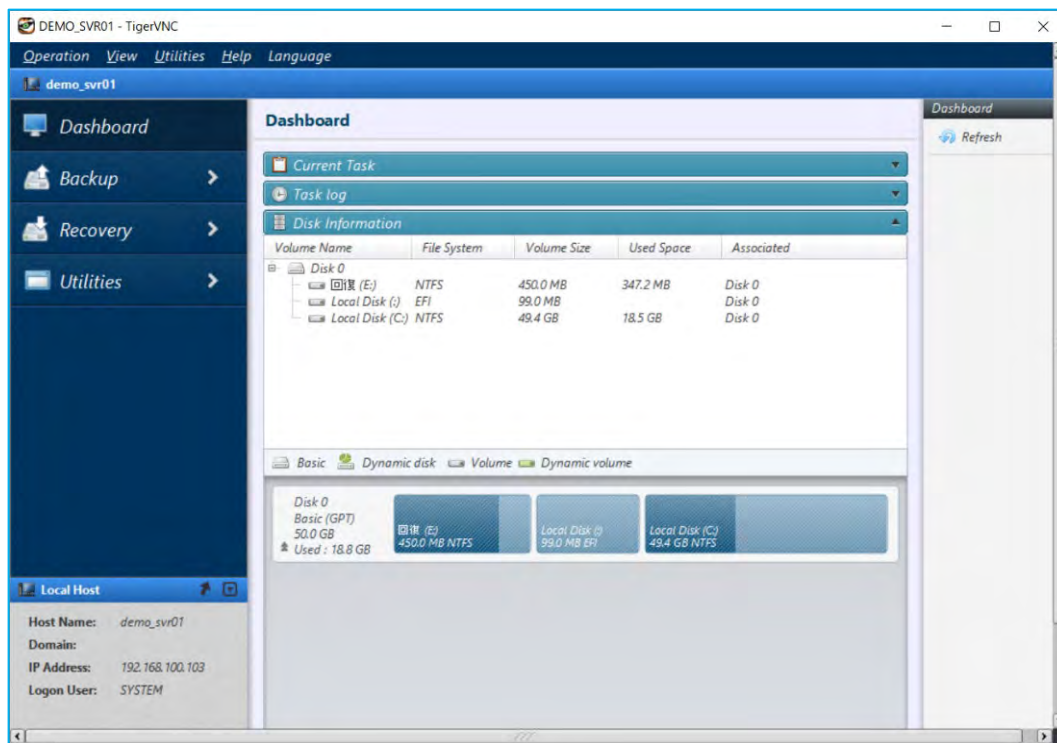 DEMO_SVR01 - TigerVNC
Operation View Utilities Help Language
demo_svr01
Dashboard
Backup
Recovery
Utilities
Dashboard
Current Task
Task log
Disk Information
Volume Name File System Volume Size Used Space Associated
Disk 0
回復 (E:) NTFS 450.0 MB 347.2 MB Disk 0
Local Disk (:) EFI 99.0 MB Disk 0
Local Disk (C:) NTFS 49.4 GB 18.5 GB Disk 0
Basic Dynamic disk Volume Dynamic volume
Disk 0
Basic (GPT)
50.0 GB
Used : 18.8 GB
回復 (E:)
450.0 MB NTFS
Local Disk (:)
99.0 MB EFI
Local Disk (C:)
49.4 GB NTFS
Dashboard
Refresh
Local Host
Host Name: demo_svr01
Domain:
IP Address: 192.168.100.103
Logon User: SYSTEM